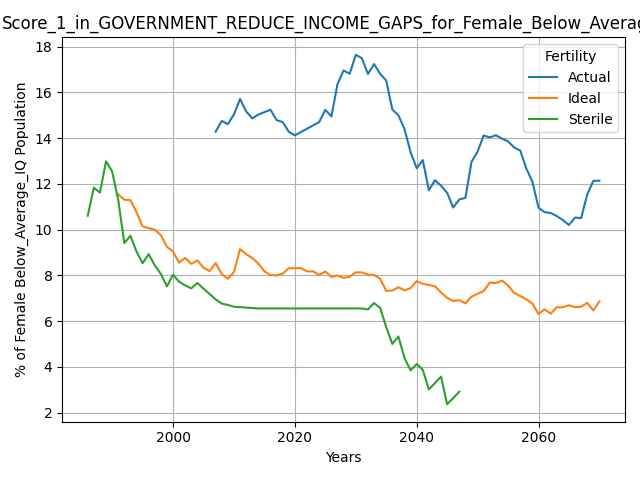 Score_1_in_GOVERNMENT_REDUCE_INCOME_GAPS_for_Female_Below_Averag
% of Female Below_Average_IQ Population
18
16
14
12
10
8
6
4
2
Fertility
Actual
Ideal
Sterile
2000
2020
2040
2060
Years